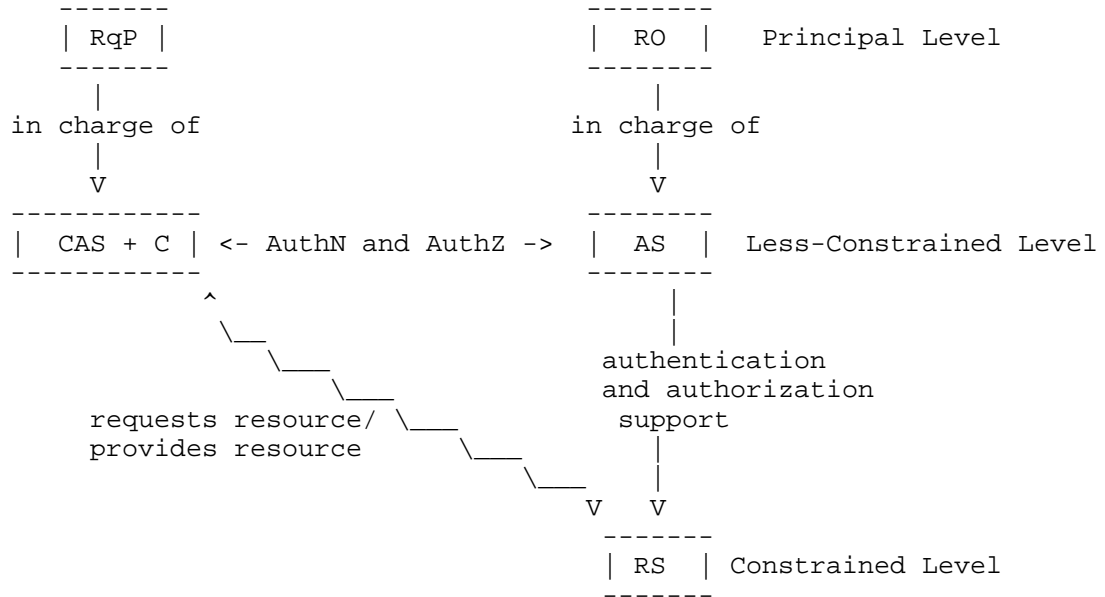 RqP RO Principal Level
in charge of in charge of
CAS + C <- AuthN and AuthZ -> AS Less-Constrained Level
authentication
and authorization
requests resource/ support
provides resource
RS Constrained Level